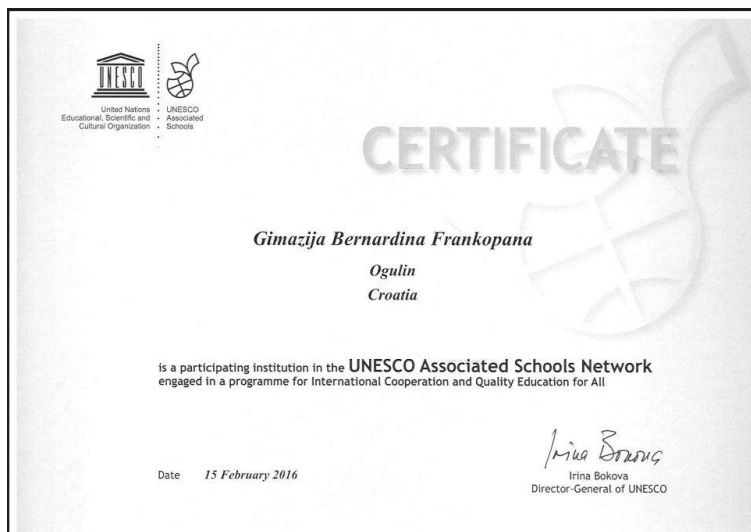 UNESCO
United Nations
Educational, Scientific and
Cultural Organization
UNESCO
Associated
Schools
CERTIFICATE
Gimazija Bernardina Frankopana
Ogulin
Croatia
is a participating institution in the UNESCO Associated Schools Network
engaged in a programme for International Cooperation and Quality Education for All
Irina Bokova
Date 15 February 2016
Irina Bokova
Director-General of UNESCO